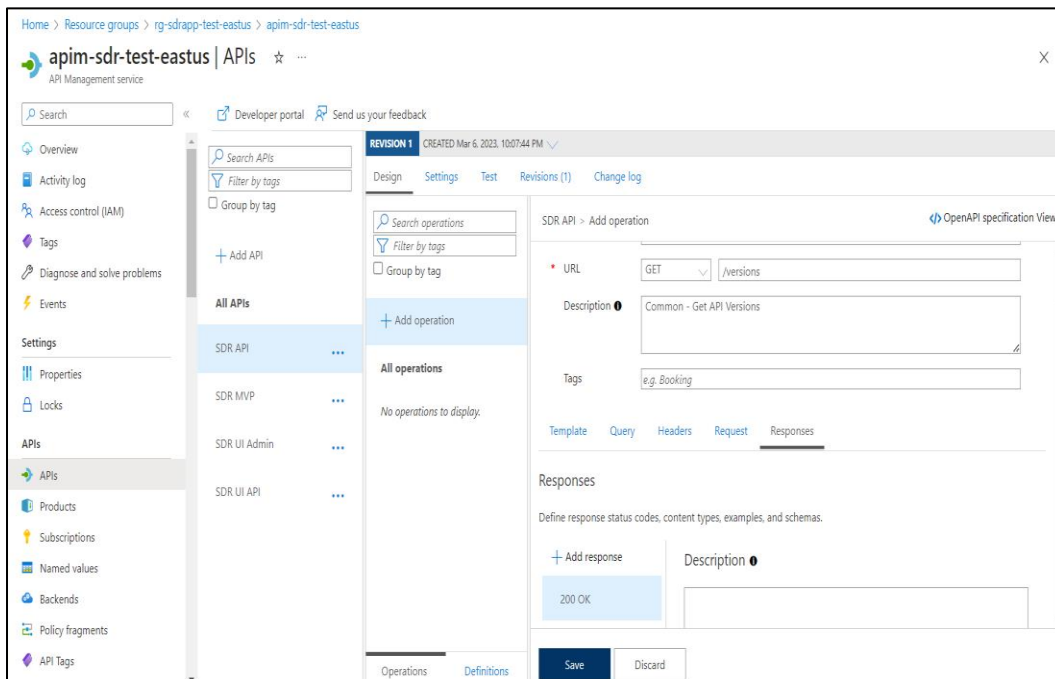 Home > Resource groups > rg-sdrapp-test-eastus > apim-sdr-test-eastus
apim-sdr-test-eastus | APIs
API Management service
Search
Overview
Activity log
Access control (IAM)
Tags
Diagnose and solve problems
Events
Settings
Properties
Locks
APIs
APIs
Products
Subscriptions
Named values
Backends
Policy fragments
API Tags
Developer portal
Send us your feedback
Search APIs
Filter by tags
Group by tag
+ Add API
All APIs
SDR API
SDR MVP
SDR UI Admin
SDR UI API
REVISION 1 CREATED Mar 6, 2023, 10:07:44 PM
Design Settings Test Revisions (1) Change log
Search operations
Filter by tags
Group by tag
+ Add operation
All operations
No operations to display.
Operations Definitions
SDR API > Add operation
</> OpenAPI specification View
* URL GET /versions
Description Common - Get API Versions
Tags e.g. Booking
Template Query Headers Request Responses
Responses
Define response status codes, content types, examples, and schemas.
+ Add response
200 OK
Description
Save Discard